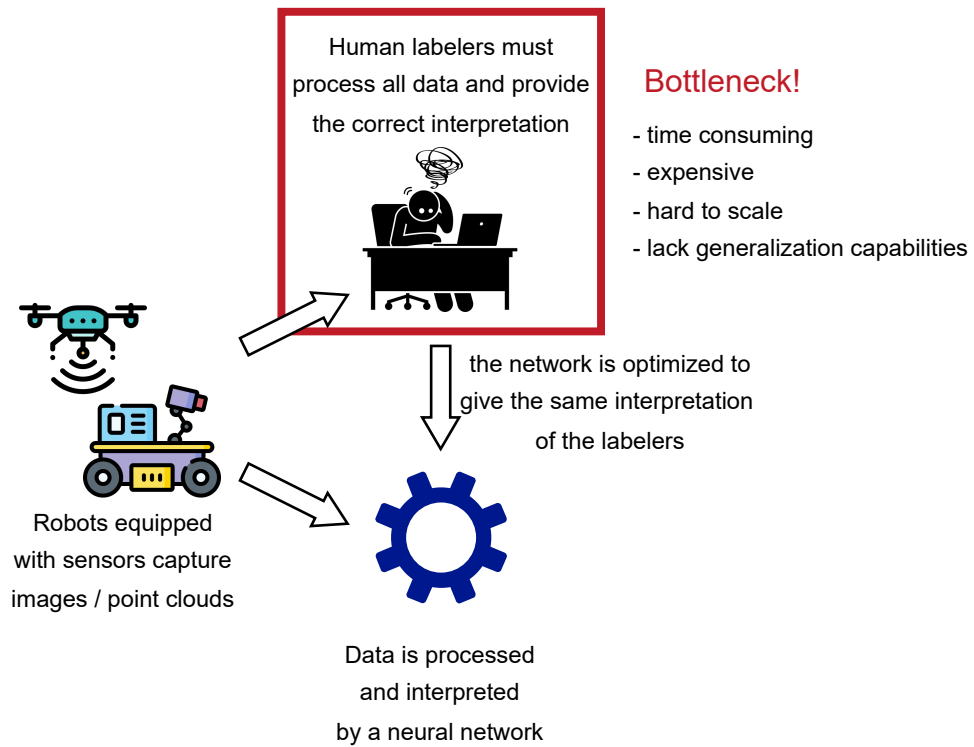 Human labelers must
process all data and provide
the correct interpretation
Bottleneck!
- time consuming
- expensive
- hard to scale
- lack generalization capabilities
the network is optimized to
give the same interpretation
of the labelers
Robots equipped
with sensors capture
images / point clouds
Data is processed
and interpreted
by a neural network